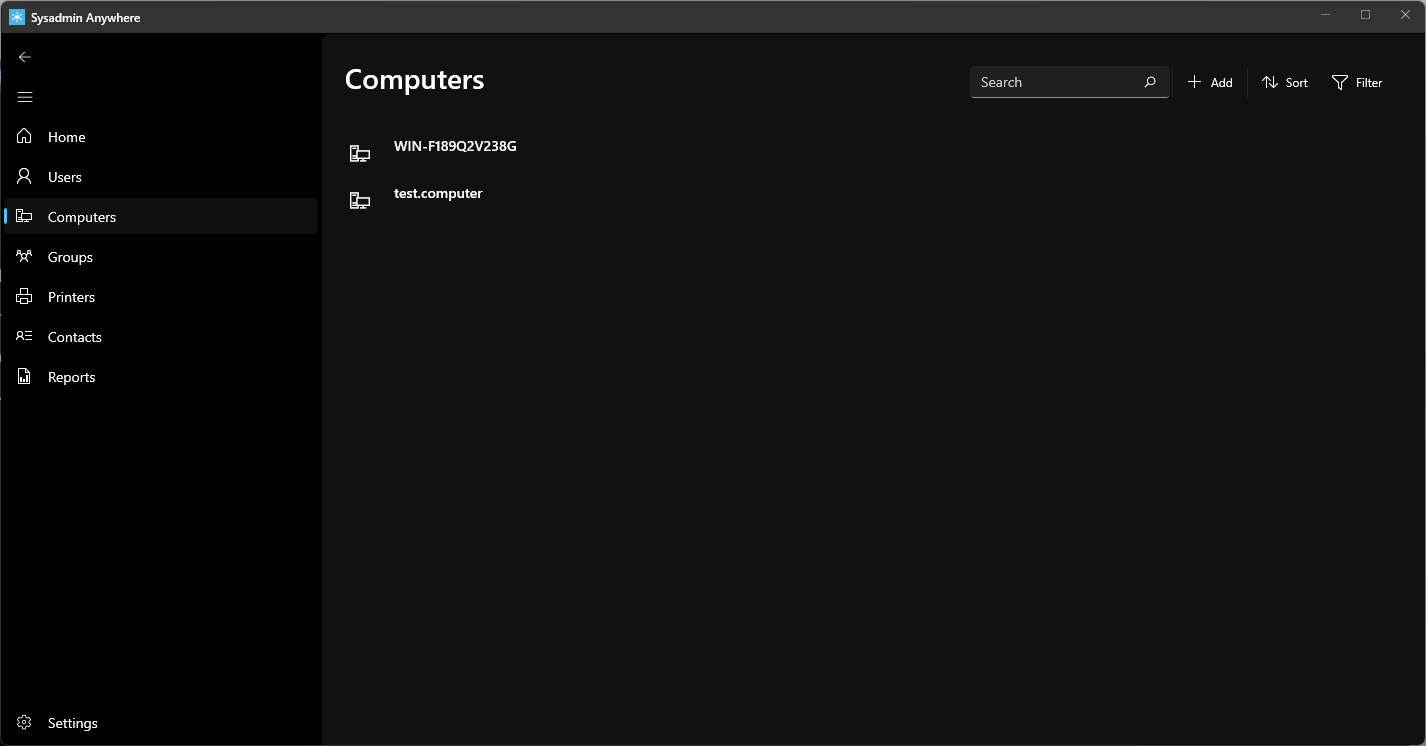 Sysadmin Anywhere
Home
Users
Computers
Groups
Printers
Contacts
Reports
Settings
Computers
Search
Add
Sort
Filter
WIN-F189Q2V238G
test.computer